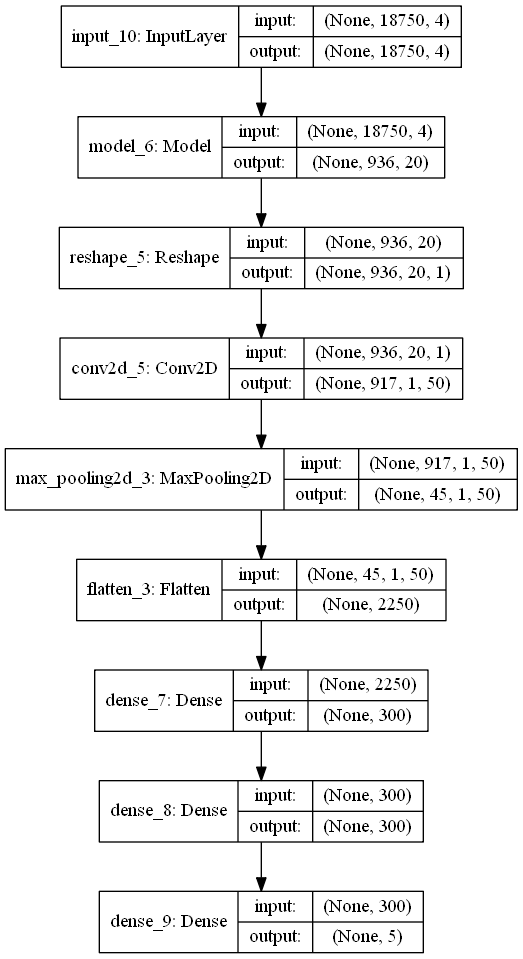 input_10: InputLayer
input: (None, 18750, 4)
output: (None, 18750, 4)
model_6: Model
input: (None, 18750, 4)
output: (None, 936, 20)
reshape_5: Reshape
input: (None, 936, 20)
output: (None, 936, 20, 1)
conv2d_5: Conv2D
input: (None, 936, 20, 1)
output: (None, 917, 1, 50)
max_pooling2d_3: MaxPooling2D
input: (None, 917, 1, 50)
output: (None, 45, 1, 50)
flatten_3: Flatten
input: (None, 45, 1, 50)
output: (None, 2250)
dense_7: Dense
input: (None, 2250)
output: (None, 300)
dense_8: Dense
input: (None, 300)
output: (None, 300)
dense_9: Dense
input: (None, 300)
output: (None, 5)